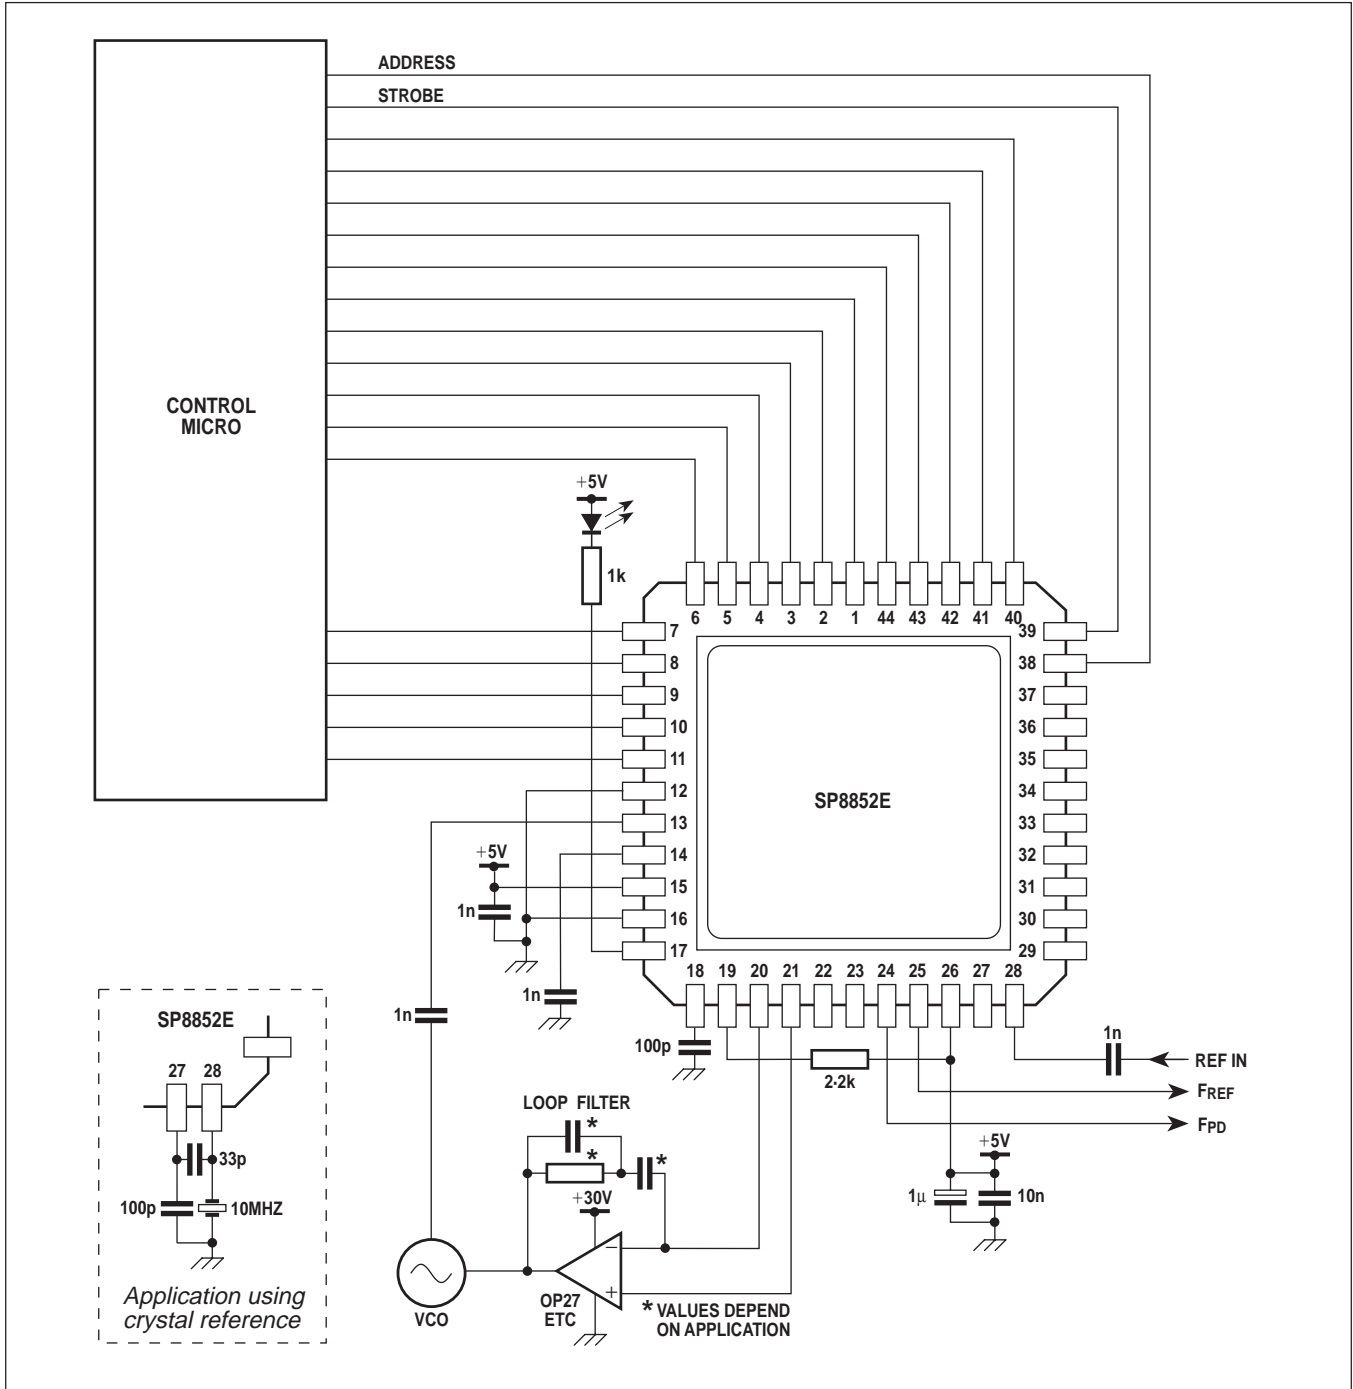 ADDRESS
STROBE
CONTROL
MICRO
+5V
1k
6 5 4 3 2 1 44 43 42 41 40
7
8
9
10
11
12
13
14
15
16
17
39
38
37
36
35
34
33
32
31
30
29
SP8852E
+5V
1n
1n
1n
18 19 20 21 22 23 24 25 26 27 28
100p
2·2k
1n
REF IN
FREF
FPD
+5V
1μ
10n
LOOP FILTER
*
*
*
+30V
−
+
OP27
ETC
VCO
* VALUES DEPEND
ON APPLICATION
SP8852E
27 28
33p
100p
10MHZ
Application using
crystal reference